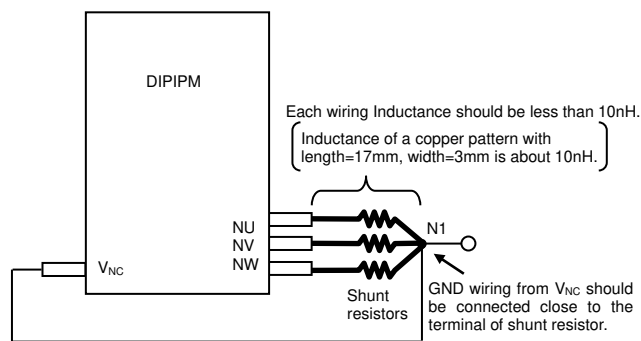 DIPIPM
Each wiring Inductance should be less than 10nH.
Inductance of a copper pattern with
length=17mm, width=3mm is about 10nH.
NU
NV
NW
N1
VNC
Shunt
resistors
GND wiring from VNC should
be connected close to the
terminal of shunt resistor.